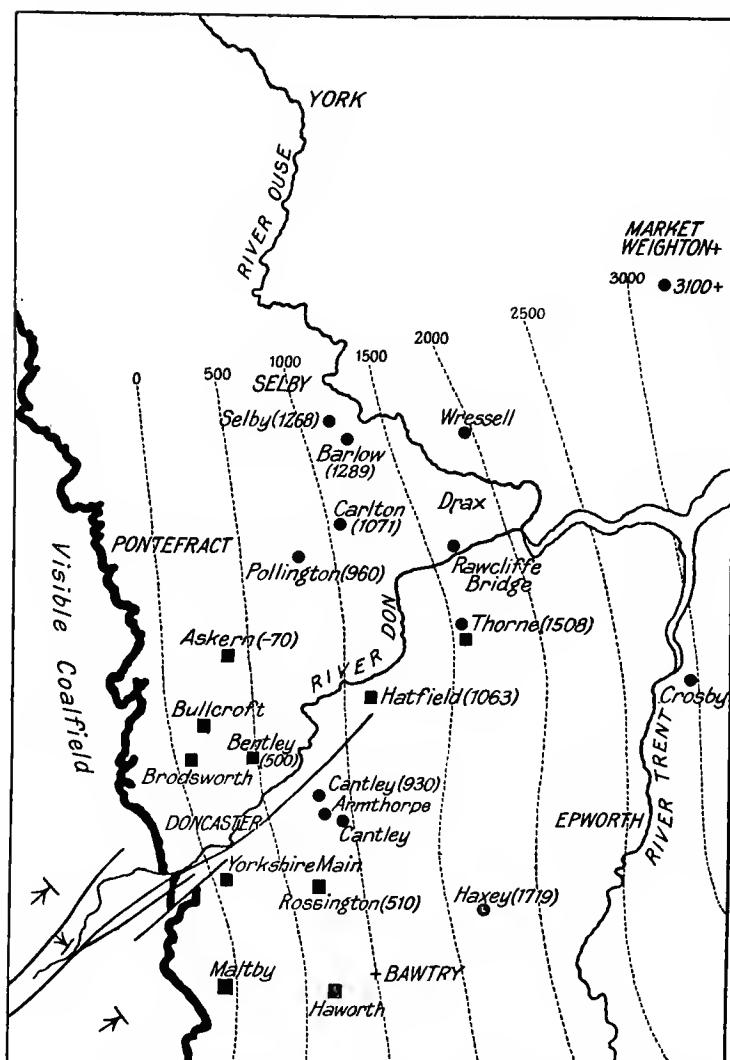 YORK
RIVER OUSE
MARKET
WEIGHTON+
3100+
3000
2500
2000
1500
1000
500
0
SELBY
Selby(1268)
Barlow
(1289)
Wressell
Carlton
(1071)
Drax
PONTEFRACT
Pollington(960)
Rawcliffe
Bridge
Visible Coalfield
RIVER DON
Thorne(1508)
Askern(-70)
Hatfield(1063)
Crosby
RIVER TRENT
Bullcroft
Bentley
(500)
Brodsworth
Cantley(930)
Armthorpe
Cantley
DONCASTER
EPWORTH
Yorkshire Main
Rossington(510)
Haxey(1719)
Maltby
+BAWTRY
Haworth